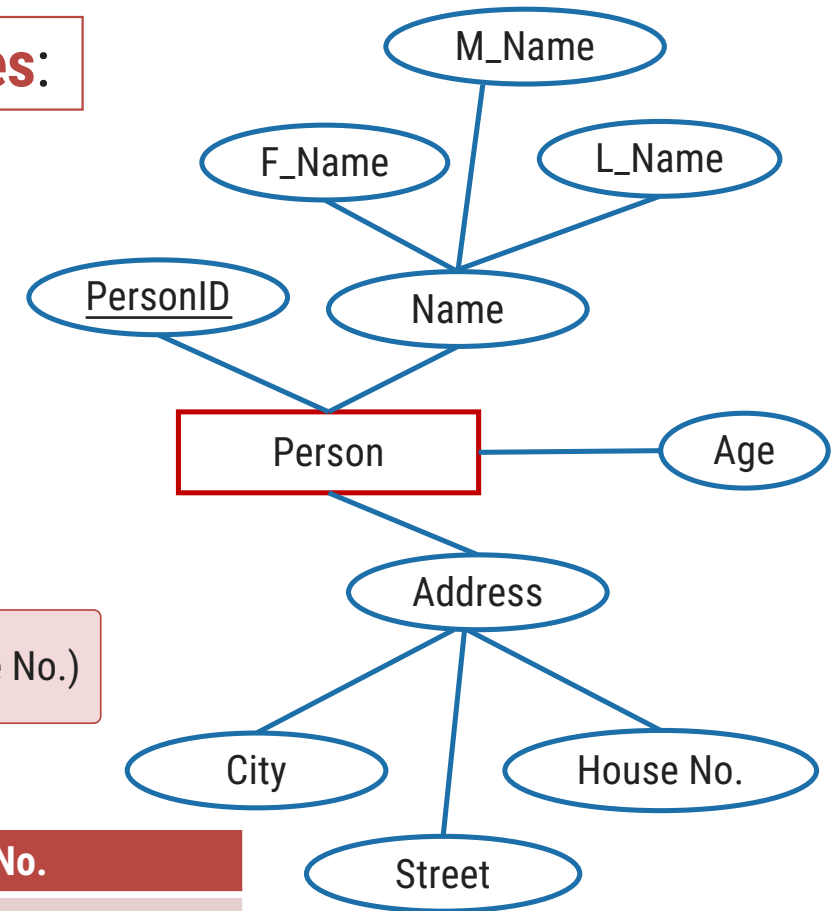 es:
M_Name
F_Name
L_Name
PersonID
Name
Person
Age
Address
No.)
City
House No.
Street
No.